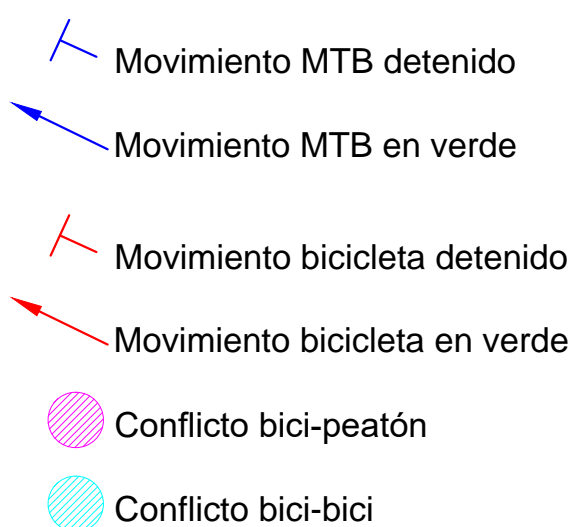 Movimiento MTB detenido
Movimiento MTB en verde
Movimiento bicicleta detenido
Movimiento bicicleta en verde
Conflicto bici-peatón
Conflicto bici-bici